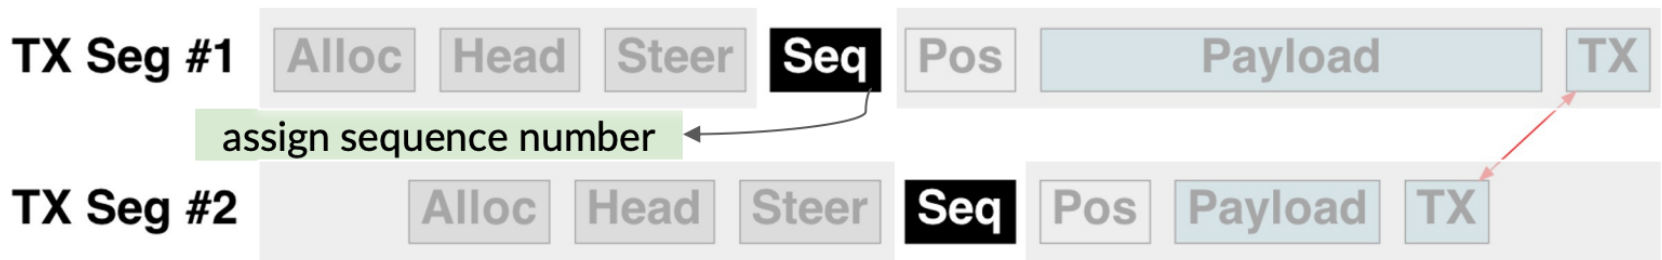 TX Seg #1 Alloc Head Steer Seq Pos Payload TX
assign sequence number
TX Seg #2 Alloc Head Steer Seq Pos Payload TX